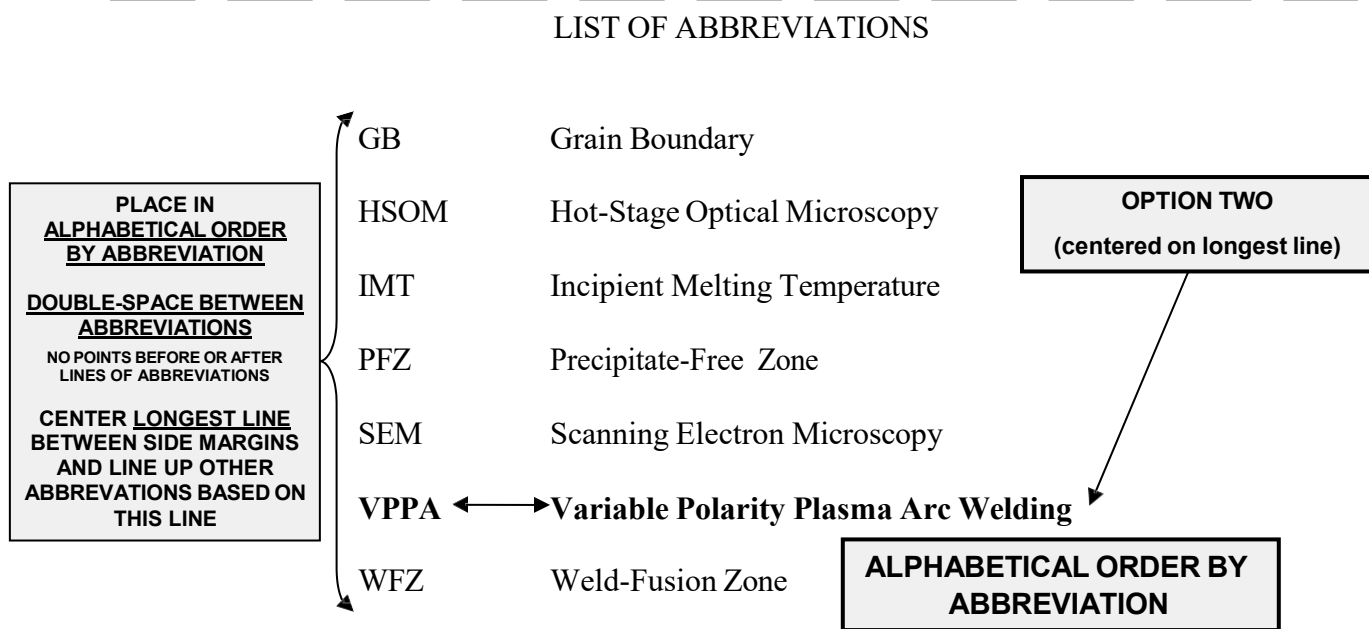 LIST OF ABBREVIATIONS
GB Grain Boundary
HSOM Hot-Stage Optical Microscopy
IMT Incipient Melting Temperature
PFZ Precipitate-Free Zone
SEM Scanning Electron Microscopy
VPPA Variable Polarity Plasma Arc Welding
WFZ Weld-Fusion Zone
PLACE IN
ALPHABETICAL ORDER
BY ABBREVIATION
DOUBLE-SPACE BETWEEN
ABBREVIATIONS
NO POINTS BEFORE OR AFTER
LINES OF ABBREVIATIONS
CENTER LONGEST LINE
BETWEEN SIDE MARGINS
AND LINE UP OTHER
ABBREVATIONS BASED ON
THIS LINE
OPTION TWO
(centered on longest line)
ALPHABETICAL ORDER BY
ABBREVIATION